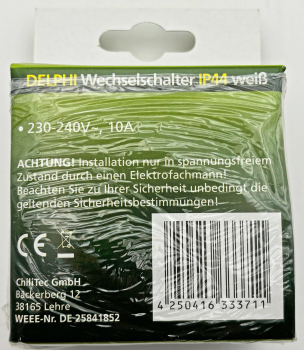 DELPHI Wechselschalter IP44 weiß
• 230-240V~, 10A
ACHTUNG! Installation nur in spannungsfreiem
Zustand durch einen Elektrofachmann!
Beachten Sie zu Ihrer Sicherheit unbedingt die
geltenden Sicherheitsbestimmungen!
CE
ChiliTec GmbH
Bäckerberg 12
38165 Lehre
WEEE-Nr. DE 25841852
4 250416 333711